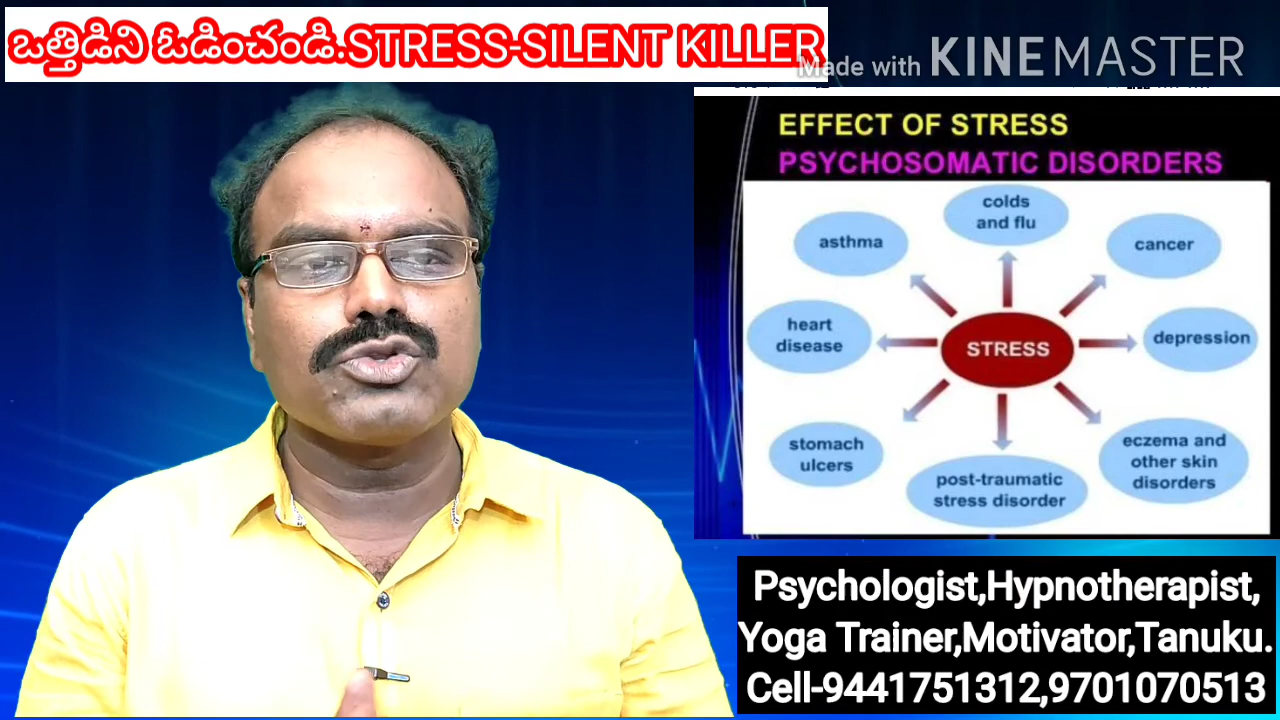 ఒత్తిడిని ఓడించండి.STRESS-SILENT KILLER
Made with KINEMASTER
EFFECT OF STRESS
PSYCHOSOMATIC DISORDERS
colds
and flu
asthma
cancer
heart
disease
STRESS
depression
stomach
ulcers
post-traumatic
stress disorder
eczema and
other skin
disorders
Psychologist,Hypnotherapist,
Yoga Trainer,Motivator,Tanuku.
Cell-9441751312,9701070513